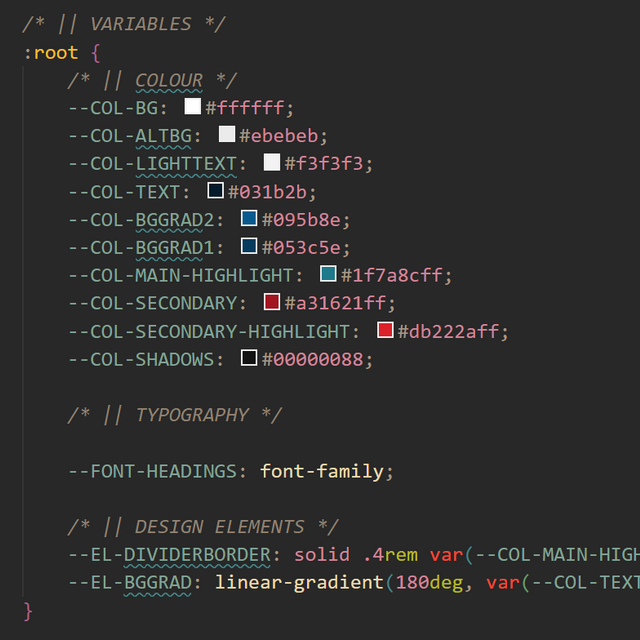 /* || VARIABLES */
:root {
/* || COLOUR */
--COL-BG: #ffffff;
--COL-ALTBG: #ebebeb;
--COL-LIGHTTEXT: #f3f3f3;
--COL-TEXT: #031b2b;
--COL-BGGRAD2: #095b8e;
--COL-BGGRAD1: #053c5e;
--COL-MAIN-HIGHLIGHT: #1f7a8cff;
--COL-SECONDARY: #a31621ff;
--COL-SECONDARY-HIGHLIGHT: #db222aff;
--COL-SHADOWS: #00000088;
/* || TYPOGRAPHY */
--FONT-HEADINGS: font-family;
/* || DESIGN ELEMENTS */
--EL-DIVIDERBORDER: solid .4rem var(--COL-MAIN-HIGH
--EL-BGGRAD: linear-gradient(180deg, var(--COL-TEXT
}